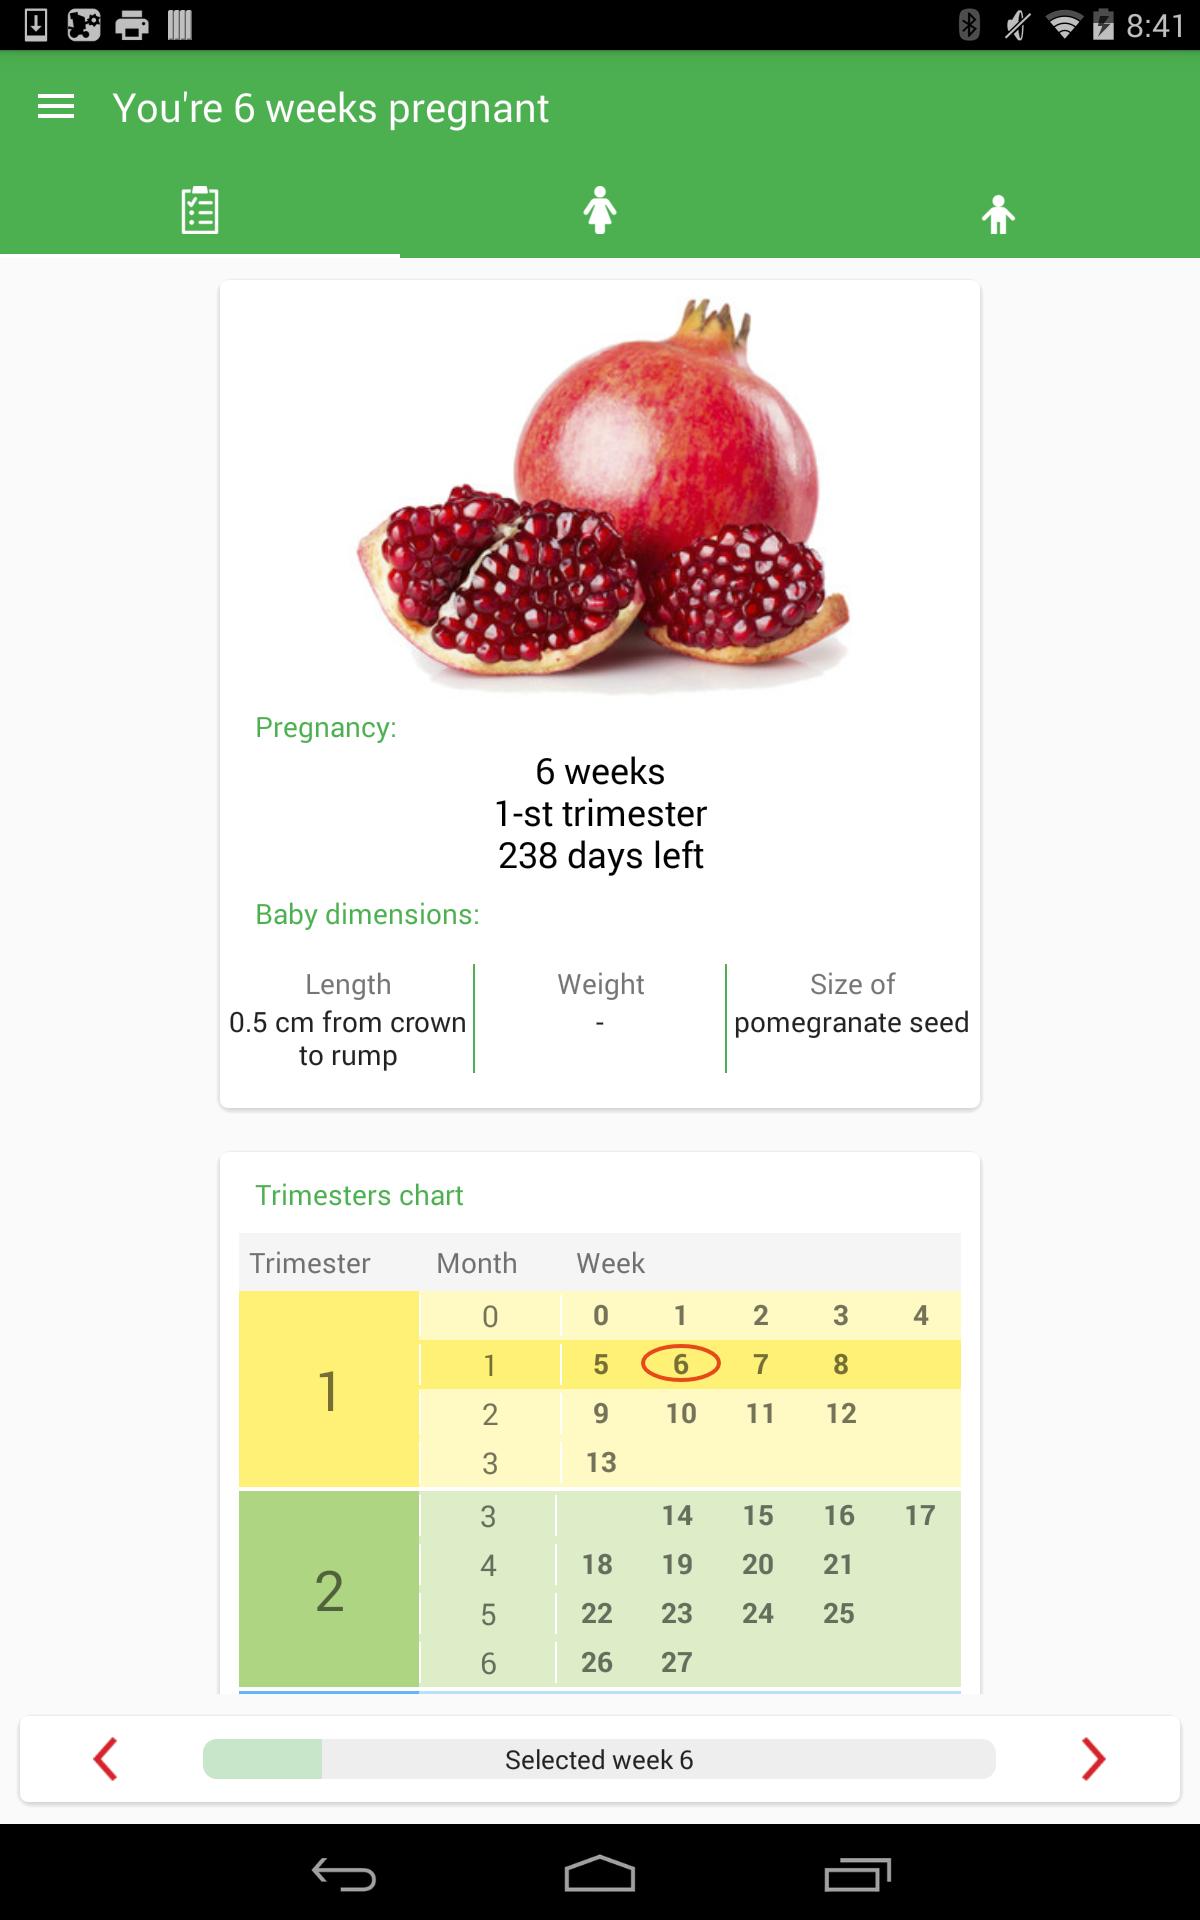 8:41
You're 6 weeks pregnant
Pregnancy:
6 weeks
1-st trimester
238 days left
Baby dimensions:
Length
0.5 cm from crown
to rump
Weight
-
Size of
pomegranate seed
Trimesters chart
Trimester Month Week
1
0 0 1 2 3 4
1 5 6 7 8
2 9 10 11 12
3 13
2
3 14 15 16 17
4 18 19 20 21
5 22 23 24 25
6 26 27
Selected week 6